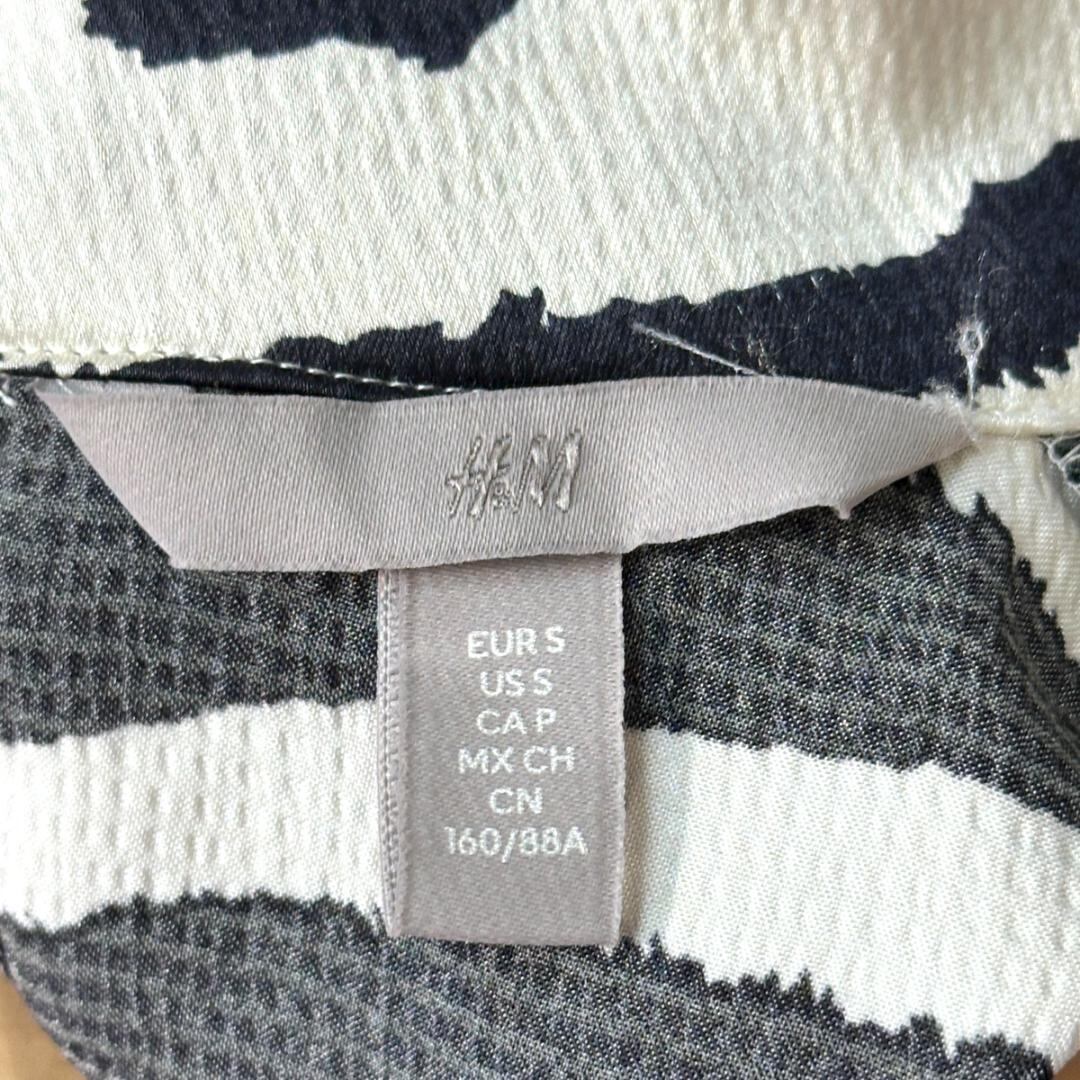 H&M
EUR S
US S
CA P
MX CH
CN
160/88A